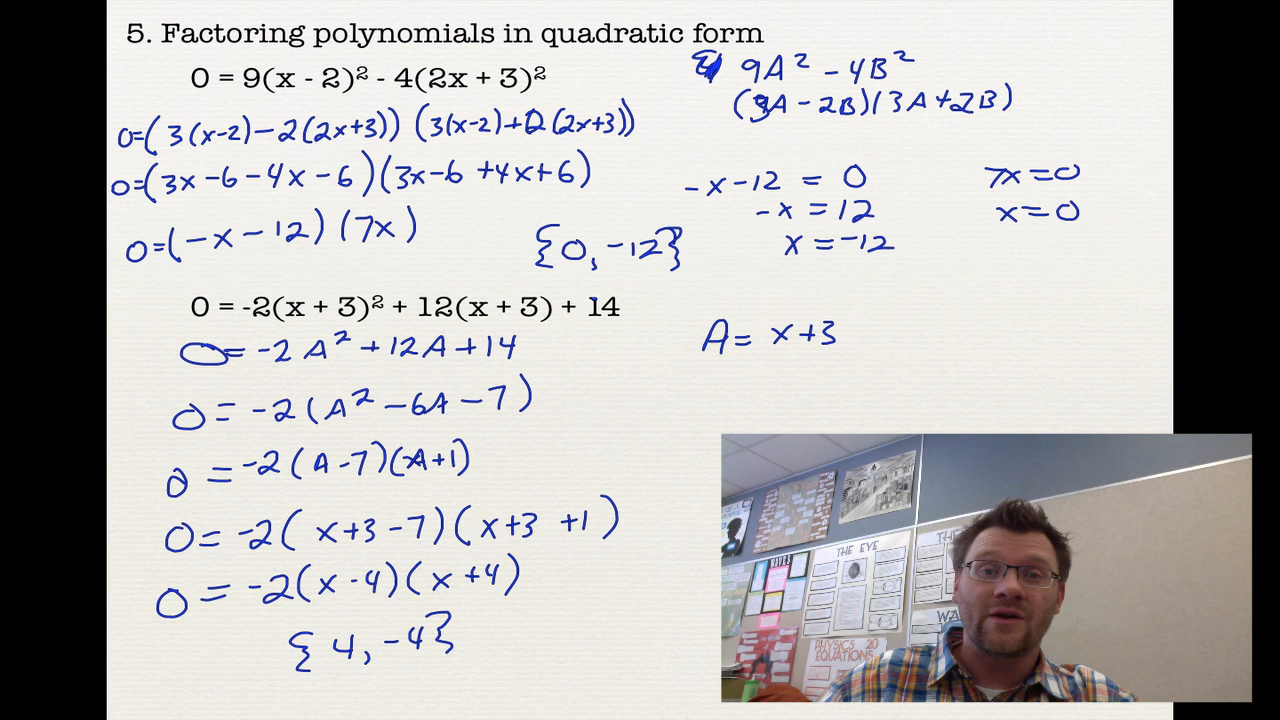 5. Factoring polynomials in quadratic form
0 = 9(x - 2)² - 4(2x + 3)²
9A² - 4B²
(3A - 2B)(3A + 2B)
0=(3(x-2) - 2(2x+3)) (3(x-2)+2(2x+3))
0=(3x - 6 - 4x - 6)(3x - 6 + 4x + 6)
0=(-x - 12)(7x)
{0, -12}
-x - 12 = 0
-x = 12
x = -12
7x = 0
x = 0
0 = -2(x + 3)² + 12(x + 3) + 14
A = x + 3
0 = -2A² + 12A + 14
0 = -2(A² - 6A - 7)
0 = -2(A - 7)(A + 1)
0 = -2(x + 3 - 7)(x + 3 + 1)
0 = -2(x - 4)(x + 4)
{4, -4}
THE EYE
WAVES
PHYSICS 20
EQUATIONS